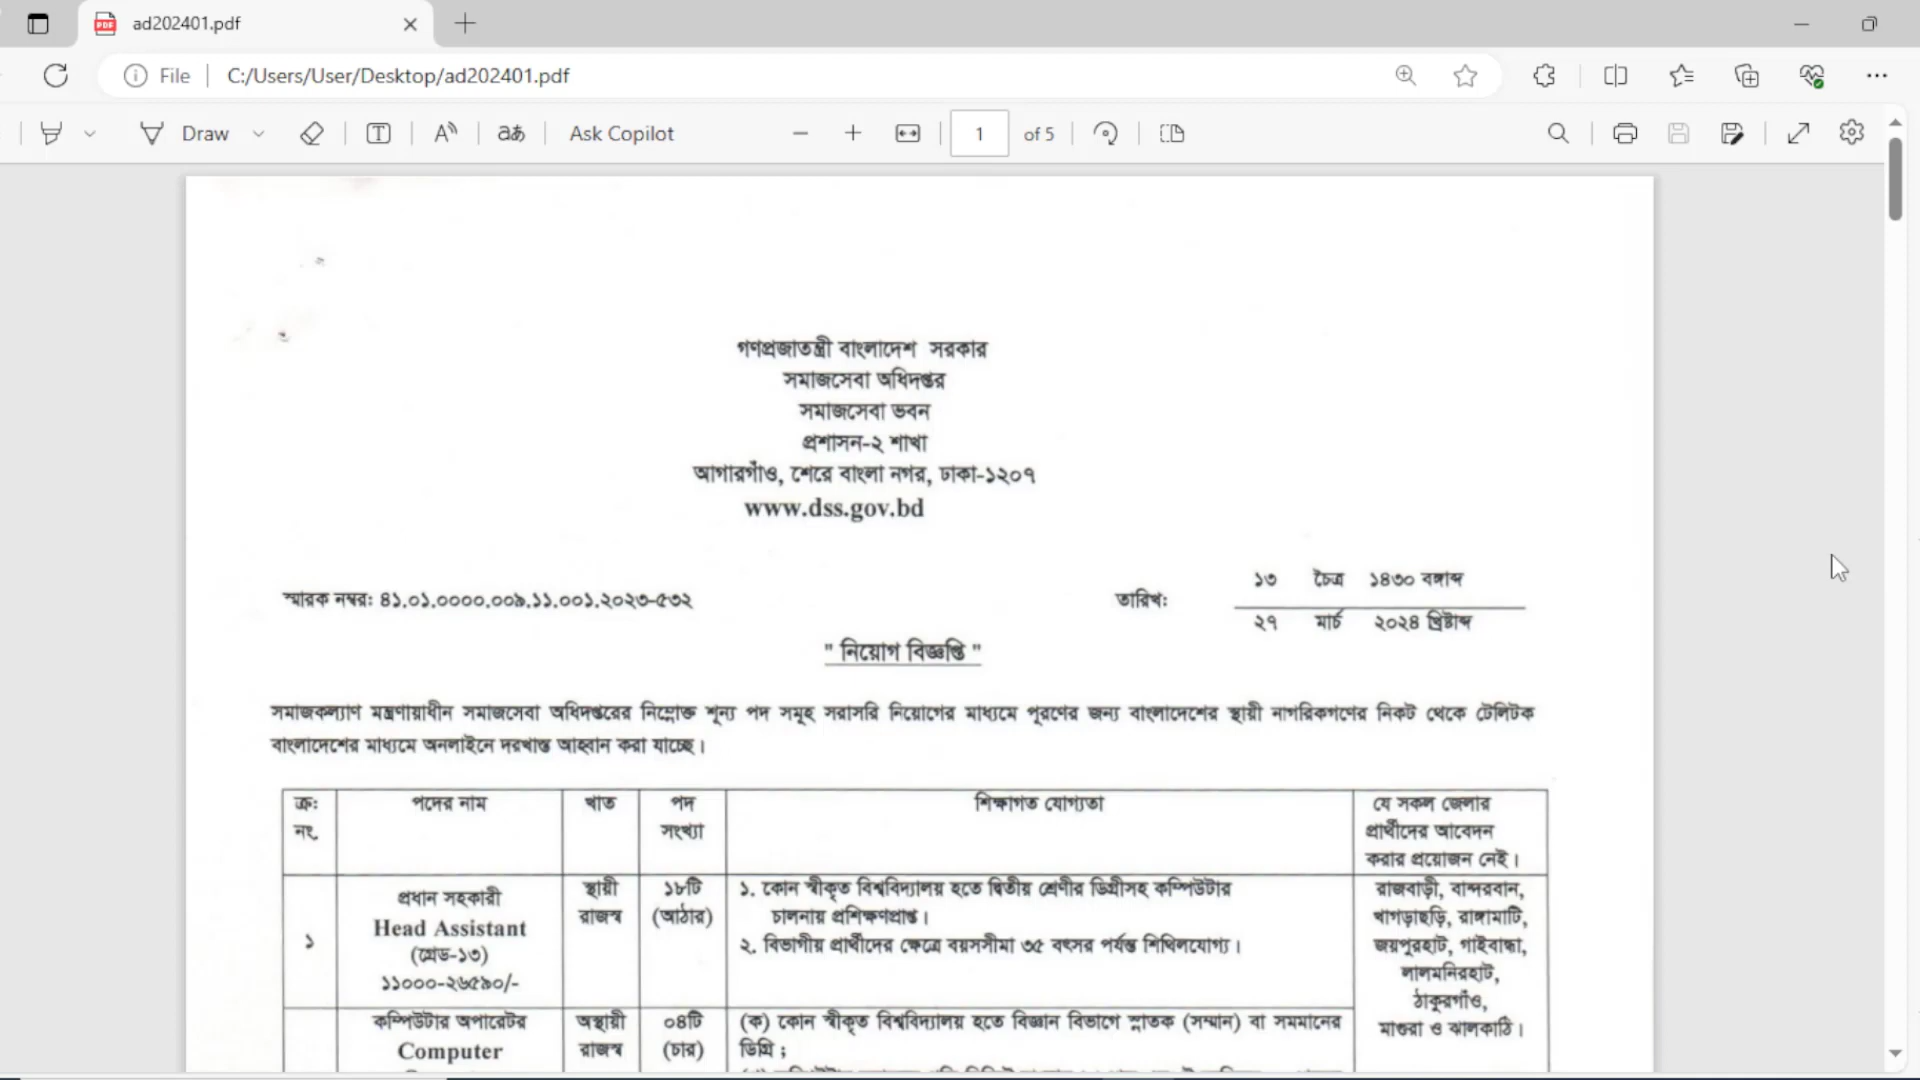 ad202401.pdf
File
C:/Users/User/Desktop/ad202401.pdf
Draw
Ask Copilot
1
of 5
গণপ্রজাতন্ত্রী বাংলাদেশ সরকার
সমাজসেবা অধিদপ্তর
সমাজসেবা ভবন
প্রশাসন-২ শাখা
আগারগাঁও, শেরে বাংলা নগর, ঢাকা-১২০৭
www.dss.gov.bd
স্মারক নম্বর: ৪১.০১.০০০০.০০৯.১১.০০১.২০২৩-৫৩২
তারিখ:
১৩ চৈত্র ১৪৩০ বঙ্গাব্দ
২৭ মার্চ ২০২৪ খ্রিষ্টাব্দ
" নিয়োগ বিজ্ঞপ্তি "
সমাজকল্যাণ মন্ত্রণায়াধীন সমাজসেবা অধিদপ্তরের নিম্নোক্ত শূন্য পদ সমূহ সরাসরি নিয়োগের মাধ্যমে পূরণের জন্য বাংলাদেশের স্থায়ী নাগরিকগণের নিকট থেকে টেলিটক
বাংলাদেশের মাধ্যমে অনলাইনে দরখাস্ত আহবান করা যাচ্ছে।
ক্র:
নং.
পদের নাম
খাত
পদ
সংখ্যা
শিক্ষাগত যোগ্যতা
যে সকল জেলার
প্রার্থীদের আবেদন
করার প্রয়োজন নেই।
১
প্রধান সহকারী
Head Assistant
(গ্রেড-১৩)
১১০০০-২৬৫৯০/-
স্থায়ী
রাজস্ব
১৮টি
(আঠার)
১. কোন স্বীকৃত বিশ্ববিদ্যালয় হতে দ্বিতীয় শ্রেণীর ডিগ্রীসহ কম্পিউটার
চালনায় প্রশিক্ষণপ্রাপ্ত।
২. বিভাগীয় প্রার্থীদের ক্ষেত্রে বয়সসীমা ৩৫ বৎসর পর্যন্ত শিথিলযোগ্য।
রাজবাড়ী, বান্দরবান,
খাগড়াছড়ি, রাঙ্গামাটি,
জয়পুরহাট, গাইবান্ধা,
লালমনিরহাট,
ঠাকুরগাঁও,
মাগুরা ও ঝালকাঠি।
কম্পিউটার অপারেটর
Computer
অস্থায়ী
রাজস্ব
০৪টি
(চার)
(ক) কোন স্বীকৃত বিশ্ববিদ্যালয় হতে বিজ্ঞান বিভাগে স্নাতক (সম্মান) বা সমমানের
ডিগ্রি ;